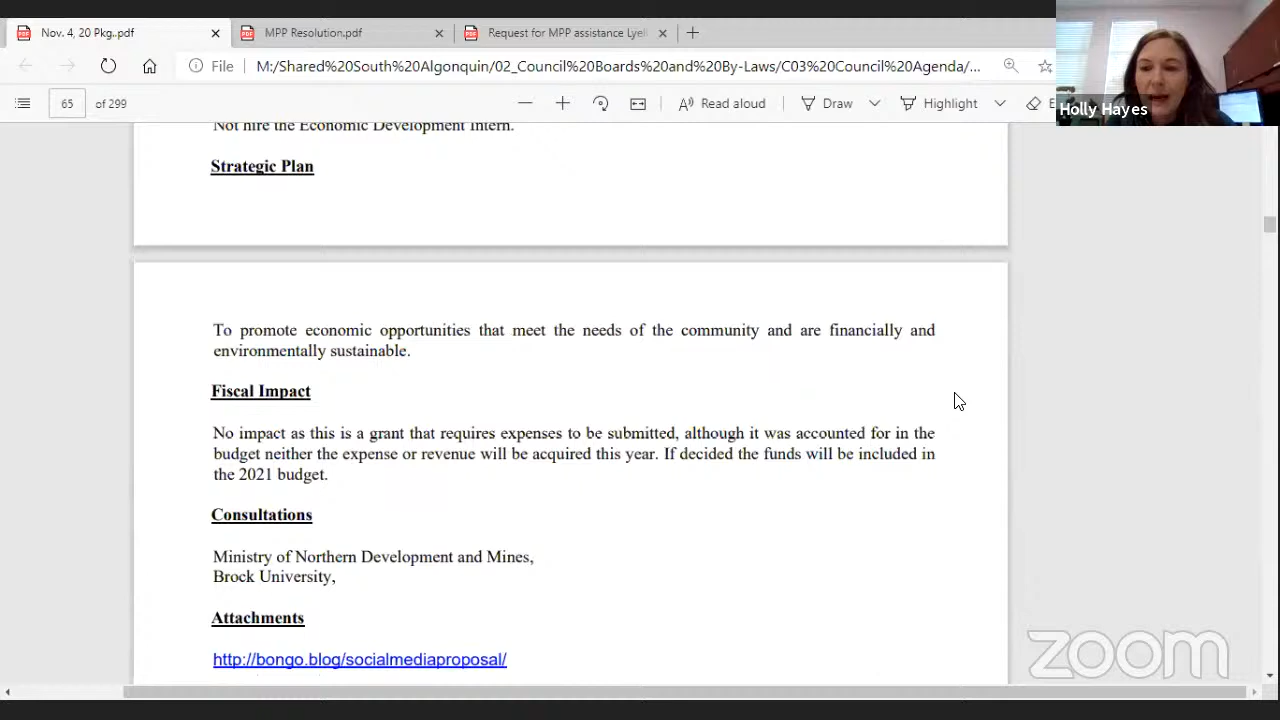 Nov. 4, 20 Pkg..pdf
MPP Resolution.pdf
Request for MPP assistance Lyell
File
M:/Shared%20South%20Algonquin/02_Council%20Boards%20and%20By-Laws/C03%20Council%20Agenda/...
65
of 299
Read aloud
Draw
Highlight
Holly Hayes
Not hire the Economic Development Intern.
Strategic Plan
To promote economic opportunities that meet the needs of the community and are financially and
environmentally sustainable.
Fiscal Impact
No impact as this is a grant that requires expenses to be submitted, although it was accounted for in the
budget neither the expense or revenue will be acquired this year. If decided the funds will be included in
the 2021 budget.
Consultations
Ministry of Northern Development and Mines,
Brock University,
Attachments
http://bongo.blog/socialmediaproposal/
zoom